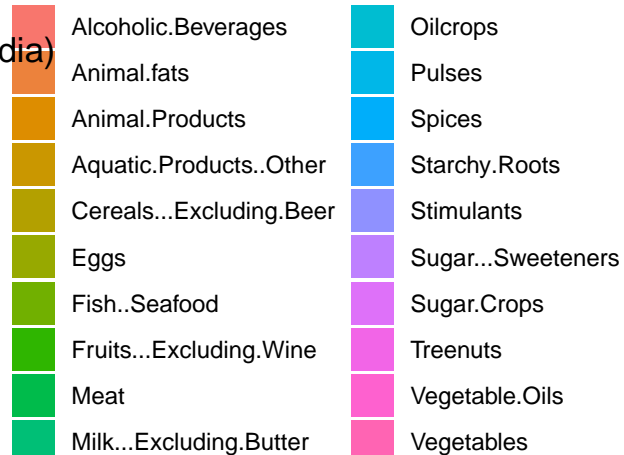 Alcoholic.Beverages
dia)
Animal.fats
Animal.Products
Aquatic.Products..Other
Cereals...Excluding.Beer
Eggs
Fish..Seafood
Fruits...Excluding.Wine
Meat
Milk...Excluding.Butter
Oilcrops
Pulses
Spices
Starchy.Roots
Stimulants
Sugar...Sweeteners
Sugar.Crops
Treenuts
Vegetable.Oils
Vegetables